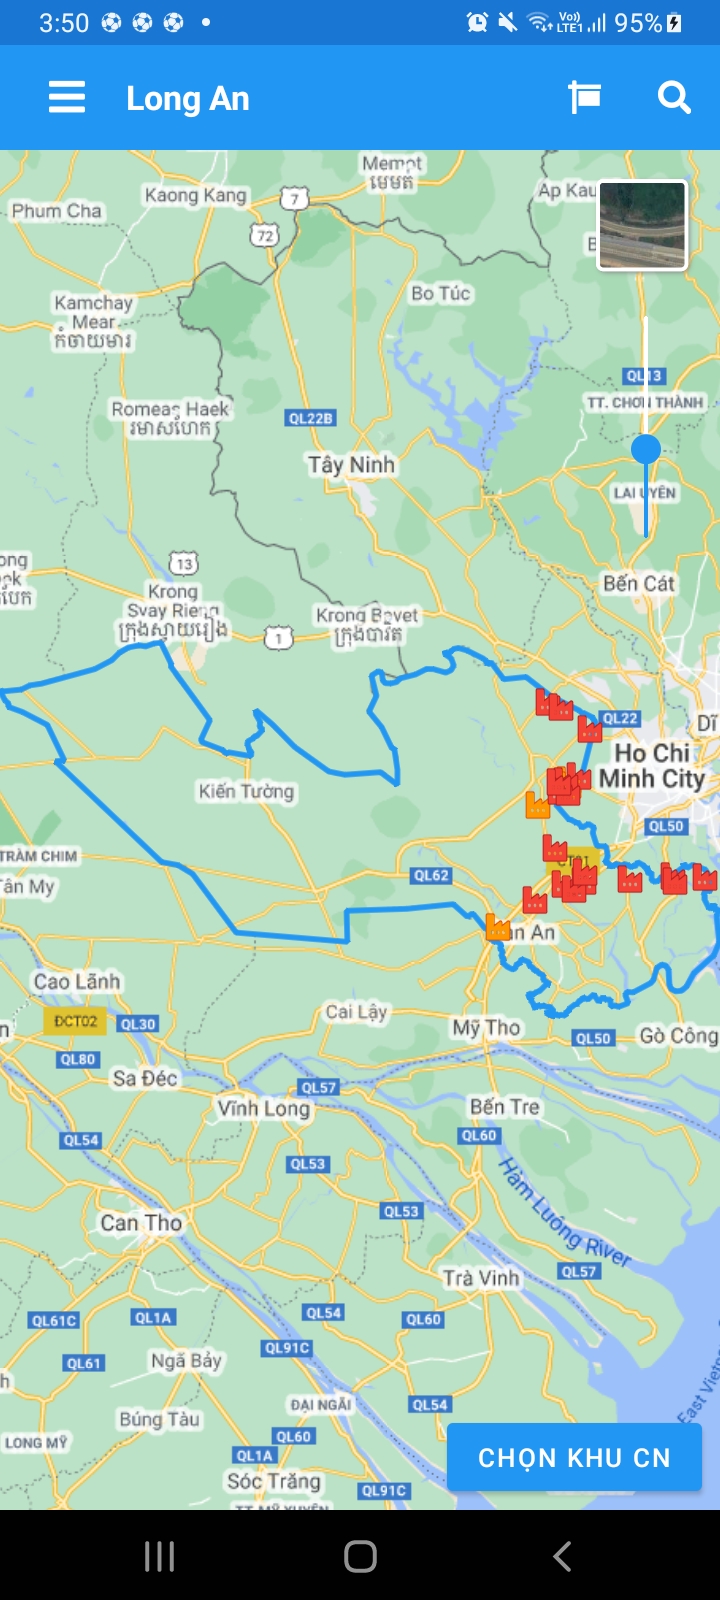 3:50
Vo))
LTE1
95%
Long An
Memot
មេមត់
Kaong Kang
7
Ap Kau
Phum Cha
72
B
Bo Túc
Kamchay
Mear
កំចាយមារ
QL13
TT. CHƠN THÀNH
Romeas Haek
រមាសហែក
QL22B
Tây Ninh
LAI UYÊN
13
Bến Cát
Krong
Svay Rieng
ក្រុងស្វាយរៀង
Krong Bavet
ក្រុងបាវិត
1
QL22
Dĩ
Ho Chi
Minh City
Kiến Tường
QL50
TRÀM CHIM
CT01
Tân My
QL62
n An
Cao Lãnh
Cai Lậy
ĐCT02
QL30
Mỹ Tho
n
QL50
Gò Công
QL80
Sa Đéc
QL57
Vĩnh Long
Bến Tre
QL54
QL60
QL53
Hàm Luông River
Can Tho
QL53
QL57
Trà Vinh
QL61C
QL1A
QL54
QL60
QL91C
QL61
Ngã Bảy
East Vietn
h
ĐẠI NGÃI
QL54
Búng Tàu
LONG MỸ
QL60
QL1A
CHỌN KHU CN
Sóc Trăng
QL91C
TT. MỸ XUYÊN